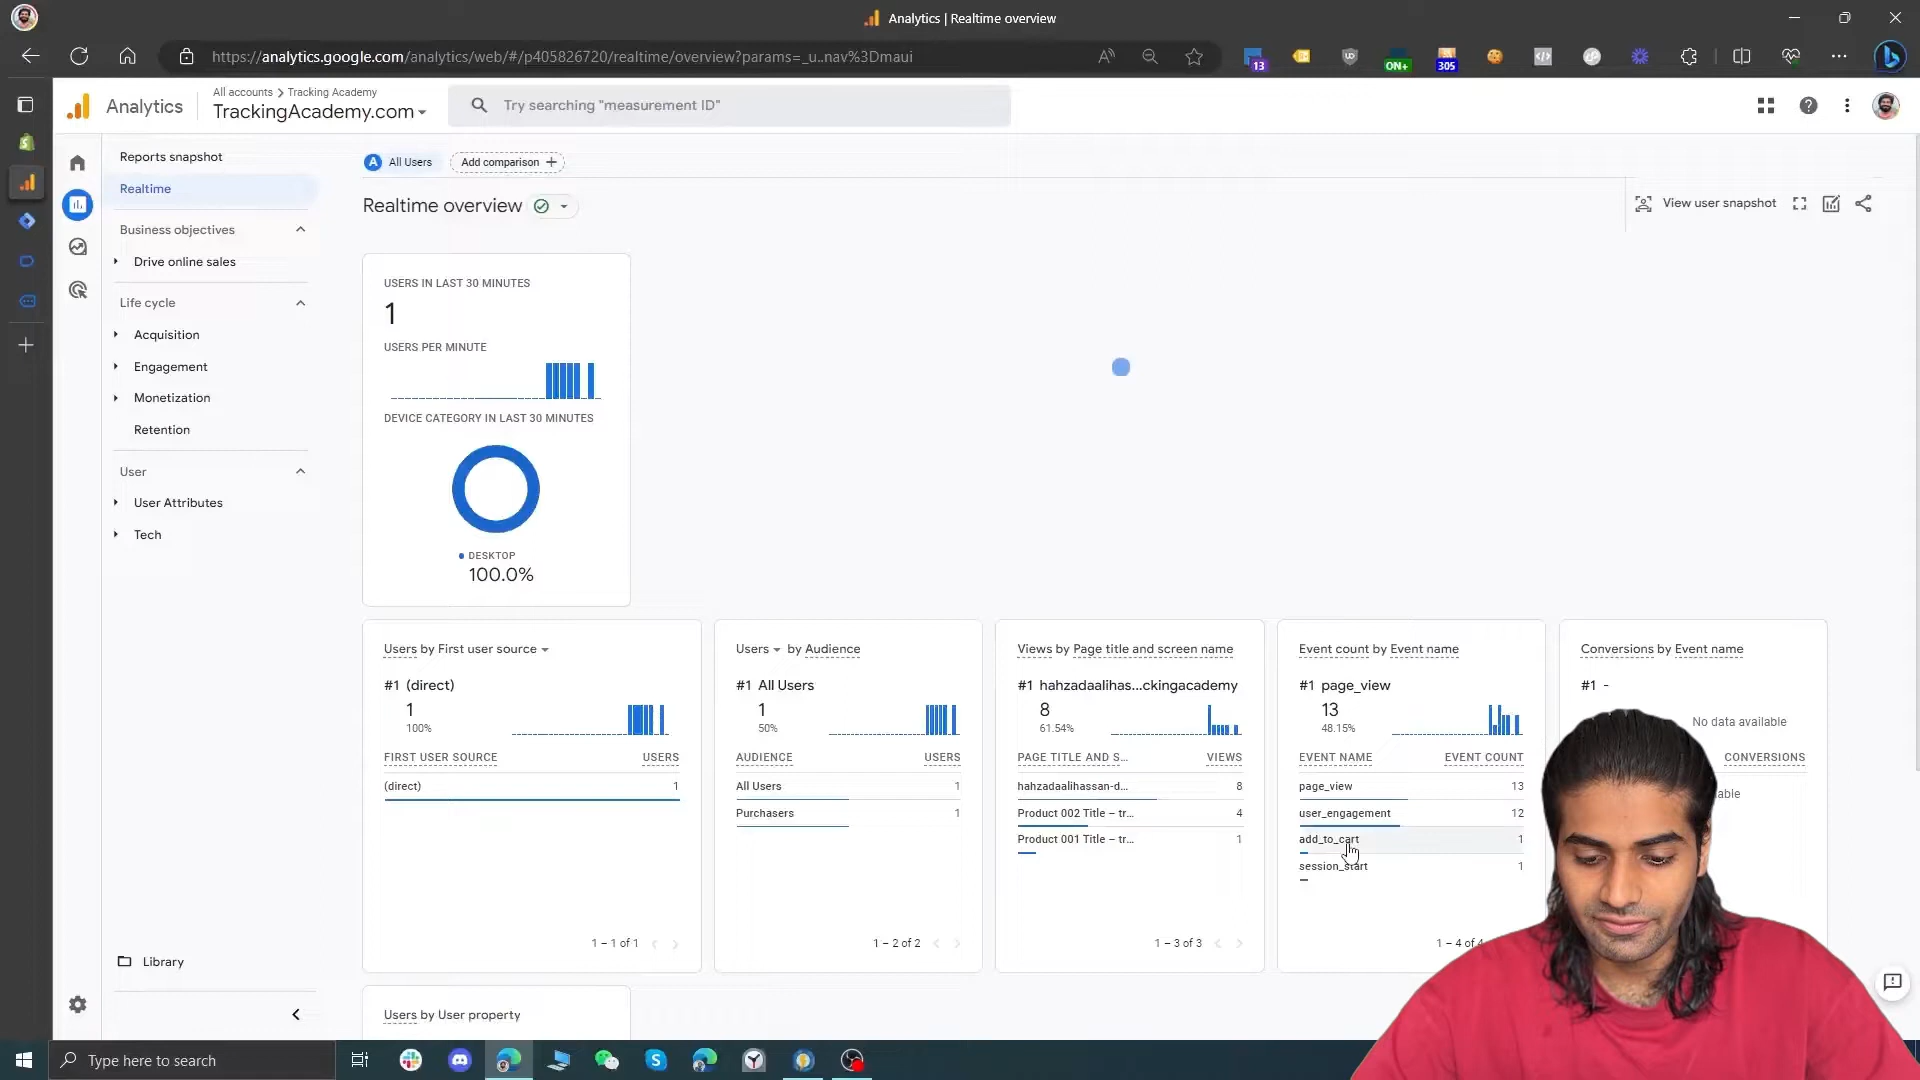 Analytics | Realtime overview
https://analytics.google.com/analytics/web/#/p405826720/realtime/overview?params=_u..nav%3Dmaui
13
ON+
305
Analytics
All accounts > Tracking Academy
TrackingAcademy.com
Try searching "measurement ID"
Reports snapshot
Realtime
Business objectives
Drive online sales
Life cycle
Acquisition
Engagement
Monetization
Retention
User
User Attributes
Tech
Library
A All Users
Add comparison +
Realtime overview
View user snapshot
USERS IN LAST 30 MINUTES
1
USERS PER MINUTE
DEVICE CATEGORY IN LAST 30 MINUTES
DESKTOP
100.0%
Users by First user source
#1 (direct)
1
100%
FIRST USER SOURCE USERS
(direct) 1
1 – 1 of 1
Users by Audience
#1 All Users
1
50%
AUDIENCE USERS
All Users 1
Purchasers 1
1 – 2 of 2
Views by Page title and screen name
#1 hahzadaalihas...ckingacademy
8
61.54%
PAGE TITLE AND S... VIEWS
hahzadaalihassan-d... 8
Product 002 Title – tr... 4
Product 001 Title – tr... 1
1 – 3 of 3
Event count by Event name
#1 page_view
13
48.15%
EVENT NAME EVENT COUNT
page_view 13
user_engagement 12
add_to_cart 1
session_start 1
1 – 4 of 4
Conversions by Event name
#1 -
No data available
CONVERSIONS
Users by User property
Type here to search